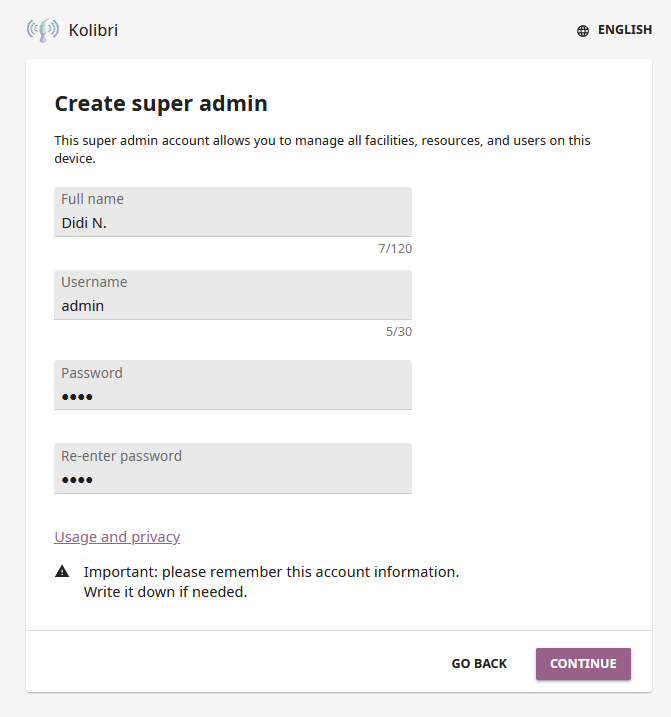 Kolibri
ENGLISH
Create super admin
This super admin account allows you to manage all facilities, resources, and users on this
device.
Full name
Didi N.
7/120
Username
admin
5/30
Password
••••
Re-enter password
••••
Usage and privacy
Important: please remember this account information.
Write it down if needed.
GO BACK
CONTINUE